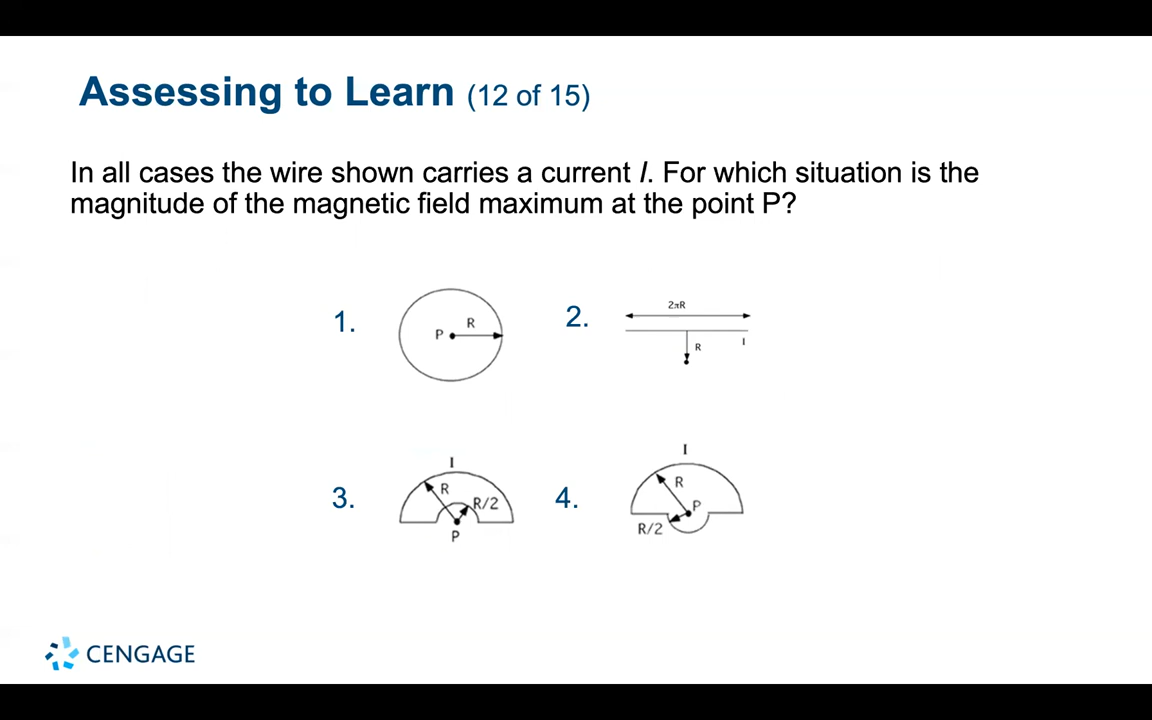 Assessing to Learn (12 of 15)
In all cases the wire shown carries a current I. For which situation is the
magnitude of the magnetic field maximum at the point P?
1.
P
R
2.
2πR
R
I
3.
I
R
R/2
P
4.
I
R
P
R/2
CENGAGE